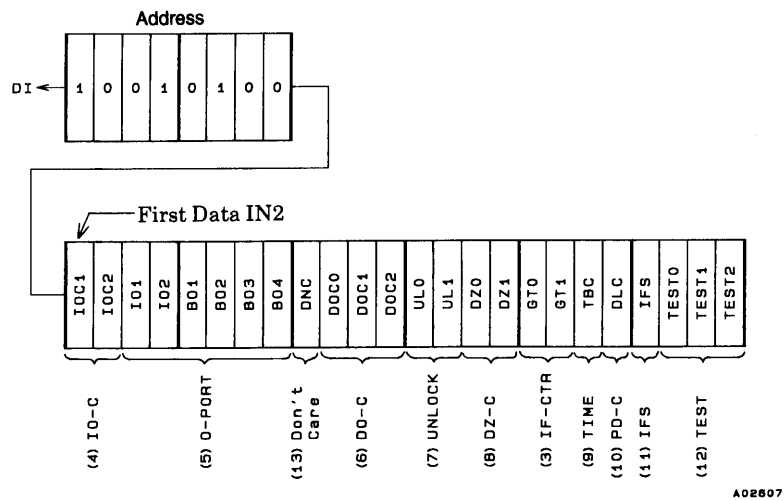 Address
DI 1 0 0 1 0 1 0 0
First Data IN2
IOC1 IOC2 IO1 IO2 BO1 BO2 BO3 BO4 DNC DOC0 DOC1 DOC2 UL0 UL1 DZ0 DZ1 GT0 GT1 TBC DLC IFS TEST0 TEST1 TEST2
(4) IO-C
(5) O-PORT
(13) Don't
Care
(6) DO-C
(7) UNLOCK
(8) DZ-C
(3) IF-CTR
(9) TIME
(10) PD-C
(11) IFS
(12) TEST
A02607